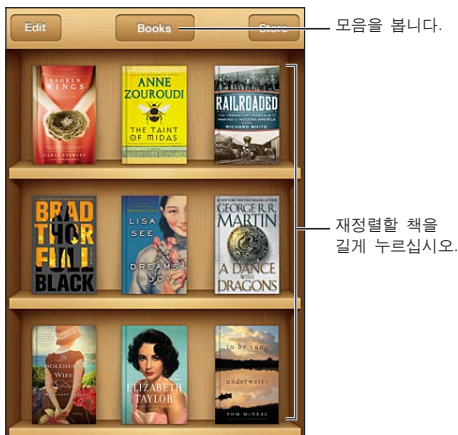 Edit
Books
Store
모음을 봅니다.
BROKEN
WINGS
CARLA STEWART
ANNE
ZOUROUDI
THE TAINT
OF MIDAS
RAILROADED
RICHARD WHITE
재정렬할 책을
길게 누르십시오.
BRAD
THOR
FULL
BLACK
LISA
SEE
DREAMS
JOY
GEORGE R.R.
MARTIN
A DANCE
WITH
DRAGONS
SOLDIER'S
WIFE
ELIZABETH
TAYLOR
to be sung
underwater
TOM McNEAL